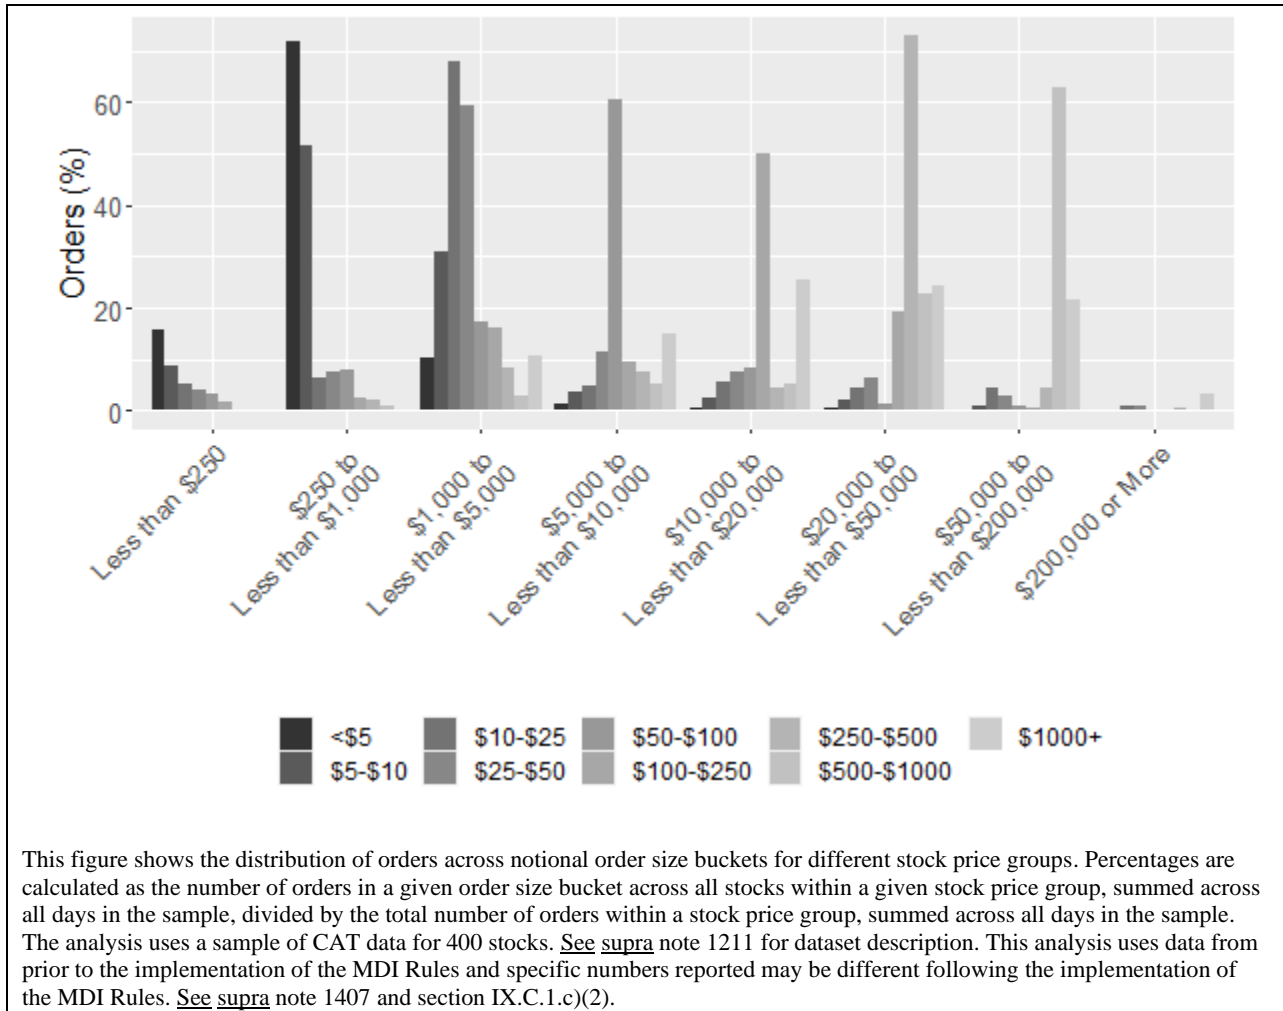 60
40
20
0
Orders (%)
Less than $250
$250 to
Less than $1,000
$1,000 to
Less than $5,000
$5,000 to
Less than $10,000
$10,000 to
Less than $20,000
$20,000 to
Less than $50,000
$50,000 to
Less than $200,000
$200,000 or More
<$5
$10-$25
$50-$100
$250-$500
$1000+
$5-$10
$25-$50
$100-$250
$500-$1000
This figure shows the distribution of orders across notional order size buckets for different stock price groups. Percentages are
calculated as the number of orders in a given order size bucket across all stocks within a given stock price group, summed across
all days in the sample, divided by the total number of orders within a stock price group, summed across all days in the sample.
The analysis uses a sample of CAT data for 400 stocks. See supra note 1211 for dataset description. This analysis uses data from
prior to the implementation of the MDI Rules and specific numbers reported may be different following the implementation of
the MDI Rules. See supra note 1407 and section IX.C.1.c)(2).